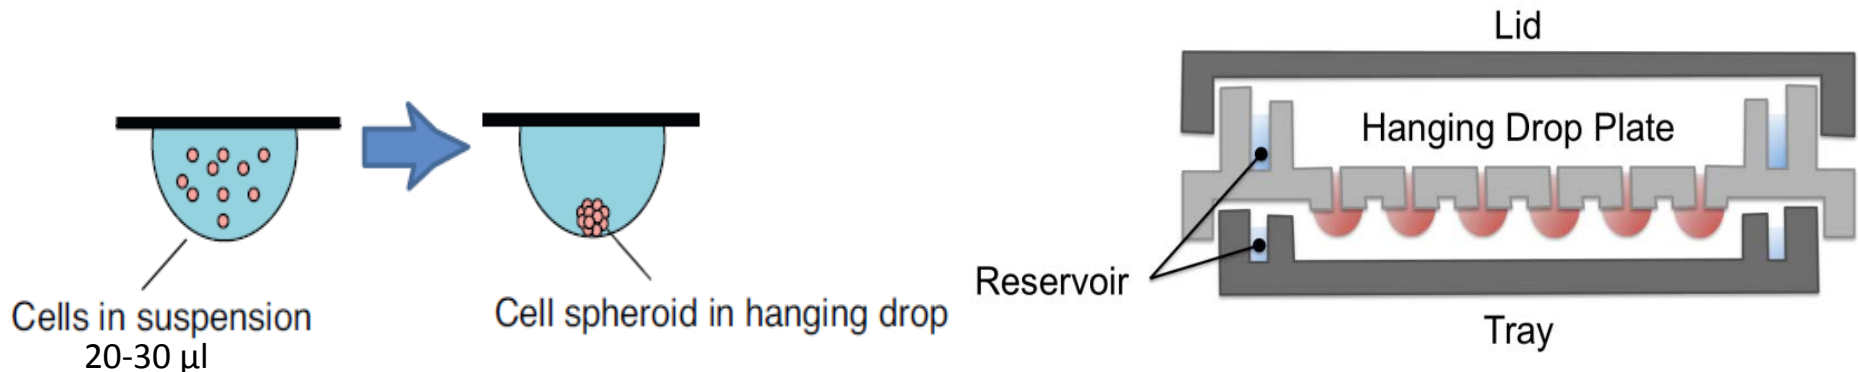 Cells in suspension
20-30 µl
Cell spheroid in hanging drop
Lid
Hanging Drop Plate
Reservoir
Tray